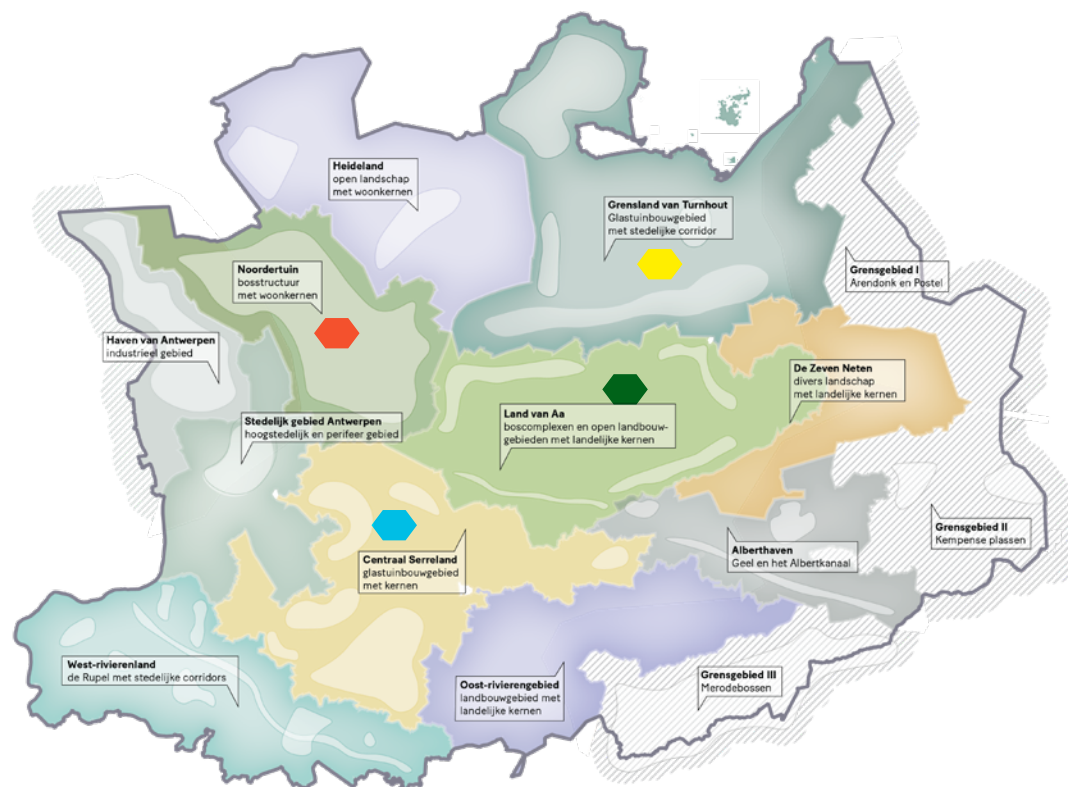 Heideland
open landschap
met woonkernen
Grensland van Turnhout
Glastuinbouwgebied
met stedelijke corridor
Noordertuin
bosstructuur
met woonkernen
Grensgebied I
Arendonk en Postel
Haven van Antwerpen
industrieel gebied
De Zeven Neten
divers landschap
met landelijke kernen
Stedelijk gebied Antwerpen
hoogstedelijk en perifeer gebied
Land van Aa
boscomplexen en open landbouw-
gebieden met landelijke kernen
Grensgebied II
Kempense plassen
Centraal Serreland
glastuinbouwgebied
met kernen
Alberthaven
Geel en het Albertkanaal
West-rivierenland
de Rupel met stedelijke corridors
Oost-rivierengebied
landbouwgebied met
landelijke kernen
Grensgebied III
Merodebossen